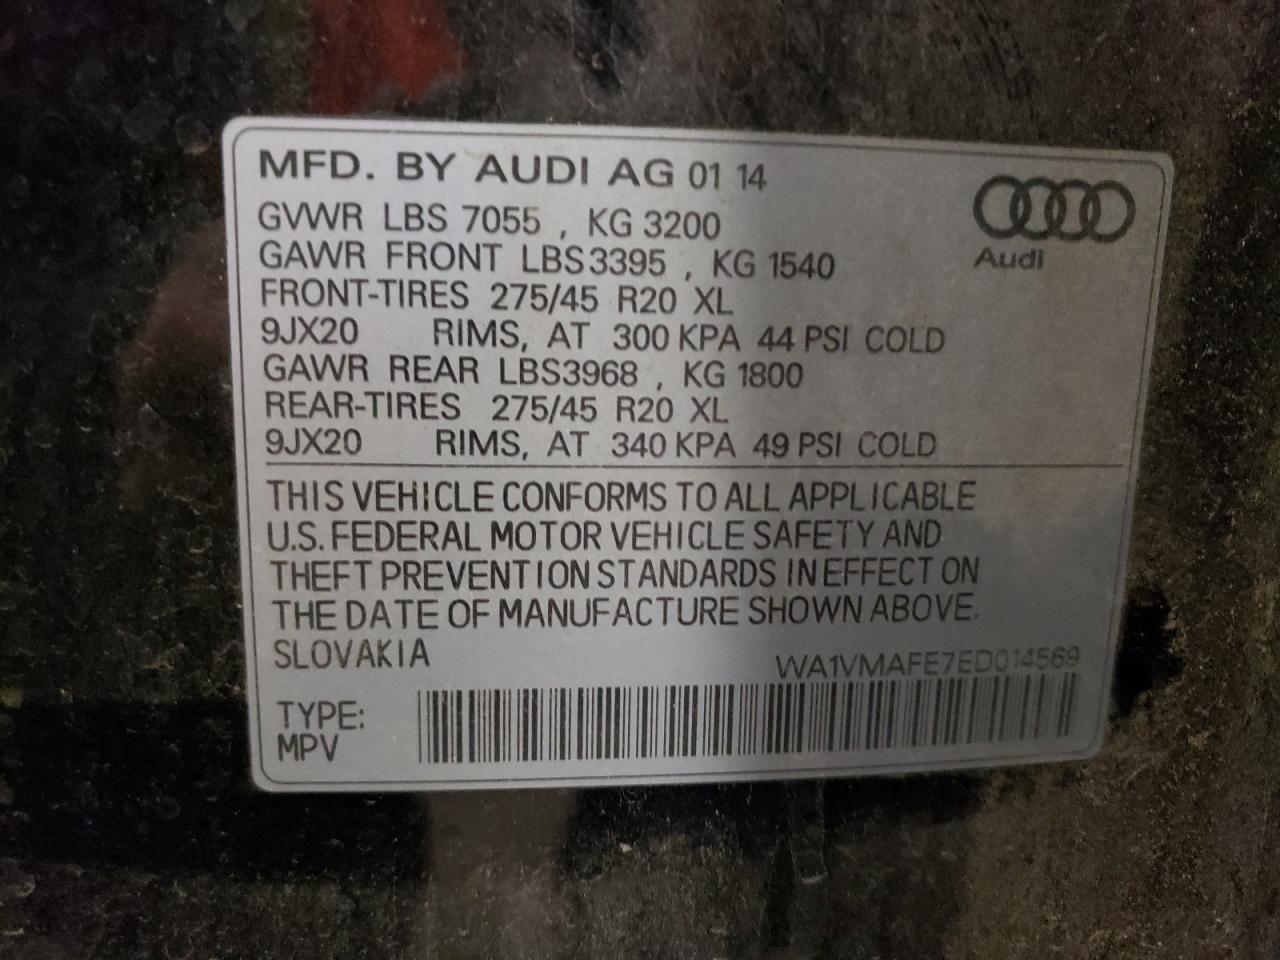 MFD. BY AUDI AG 01 14
GVWR LBS 7055 , KG 3200
GAWR FRONT LBS3395 , KG 1540
FRONT-TIRES 275/45 R20 XL
9JX20 RIMS, AT 300 KPA 44 PSI COLD
GAWR REAR LBS3968 , KG 1800
REAR-TIRES 275/45 R20 XL
9JX20 RIMS, AT 340 KPA 49 PSI COLD
Audi
THIS VEHICLE CONFORMS TO ALL APPLICABLE
U.S. FEDERAL MOTOR VEHICLE SAFETY AND
THEFT PREVENTION STANDARDS IN EFFECT ON
THE DATE OF MANUFACTURE SHOWN ABOVE.
SLOVAKIA
WA1VMAFE7ED014569
TYPE:
MPV